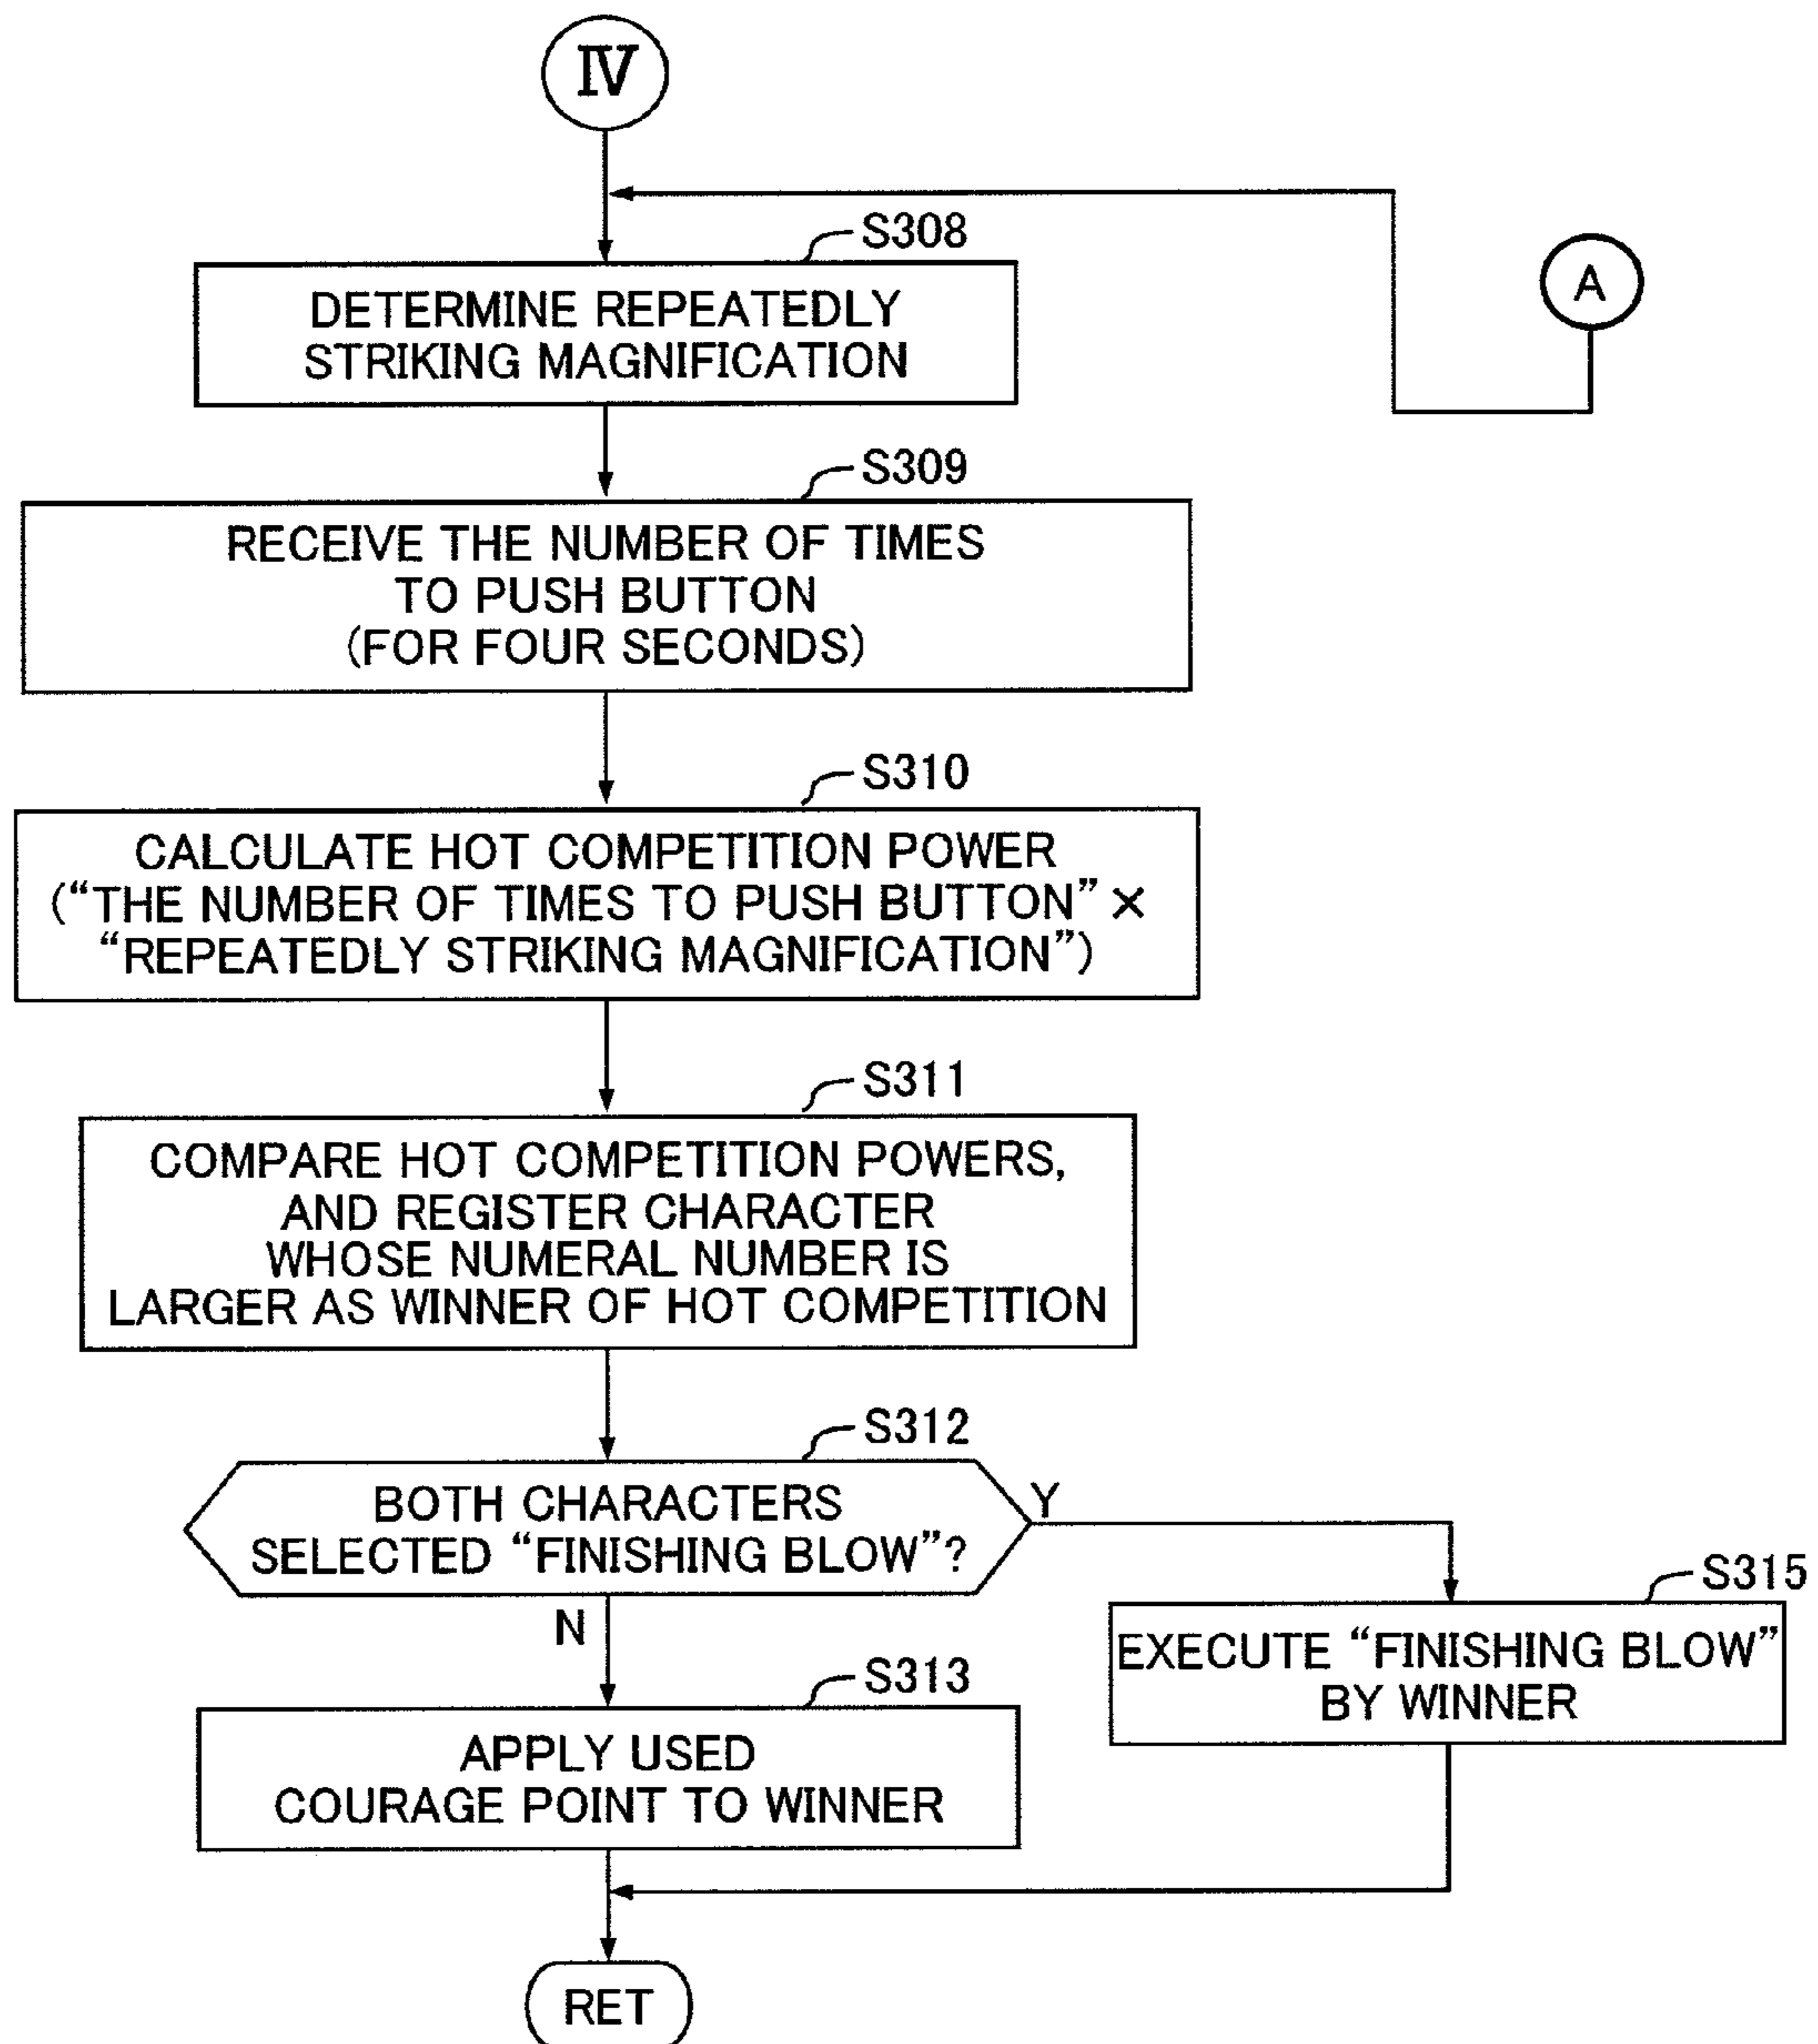 IV
A
S308
DETERMINE REPEATEDLY
STRIKING MAGNIFICATION
S309
RECEIVE THE NUMBER OF TIMES
TO PUSH BUTTON
(FOR FOUR SECONDS)
S310
CALCULATE HOT COMPETITION POWER
(“THE NUMBER OF TIMES TO PUSH BUTTON” ×
“REPEATEDLY STRIKING MAGNIFICATION”)
S311
COMPARE HOT COMPETITION POWERS,
AND REGISTER CHARACTER
WHOSE NUMERAL NUMBER IS
LARGER AS WINNER OF HOT COMPETITION
S312
BOTH CHARACTERS
SELECTED “FINISHING BLOW”?
Y
N
S315
EXECUTE “FINISHING BLOW”
BY WINNER
S313
APPLY USED
COURAGE POINT TO WINNER
RET